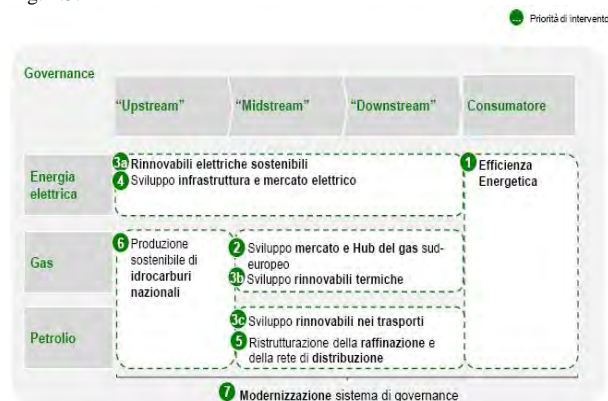 ... Priorità di intervento
Governance
"Upstream"
"Midstream"
"Downstream"
Consumatore
Energia
elettrica
3a Rinnovabili elettriche sostenibili
4 Sviluppo infrastruttura e mercato elettrico
1 Efficienza
Energetica
Gas
6 Produzione
sostenibile di
idrocarburi
nazionali
2 Sviluppo mercato e Hub del gas sud-
europeo
3b Sviluppo rinnovabili termiche
Petrolio
3c Sviluppo rinnovabili nei trasporti
5 Ristrutturazione della raffinazione e
della rete di distribuzione
7 Modernizzazione sistema di governance